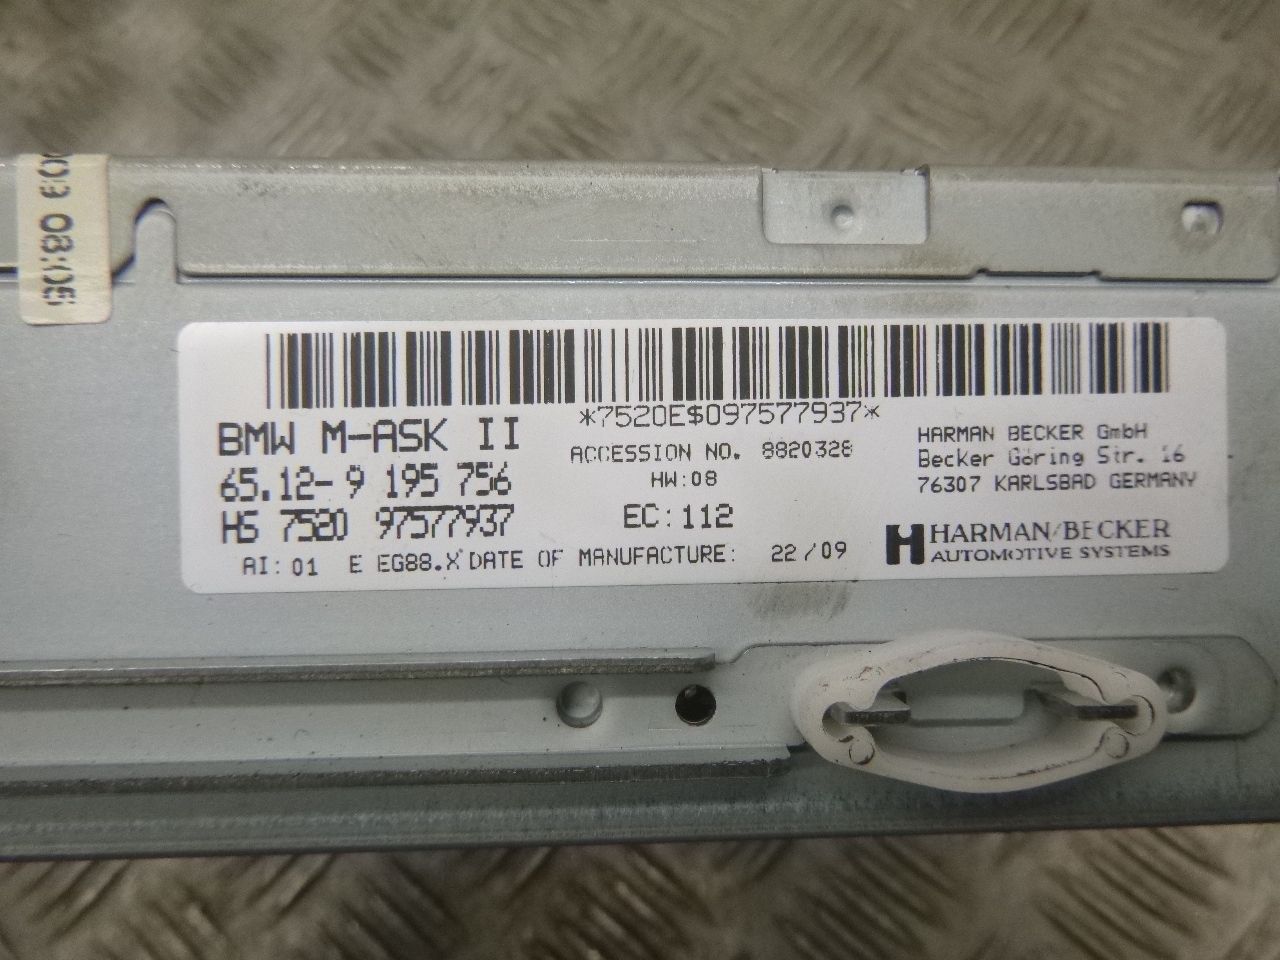 003 08:05
*7520E$097577937*
BMW M-ASK II
65.12-9 195 756
HS 7520 97577937
ACCESSION NO. 8820328
HW:08
EC:112
AI:01 E EG88.X DATE OF MANUFACTURE: 22/09
HARMAN BECKER GmbH
Becker Göring Str. 16
76307 KARLSBAD GERMANY
HARMAN/BECKER
AUTOMOTIVE SYSTEMS